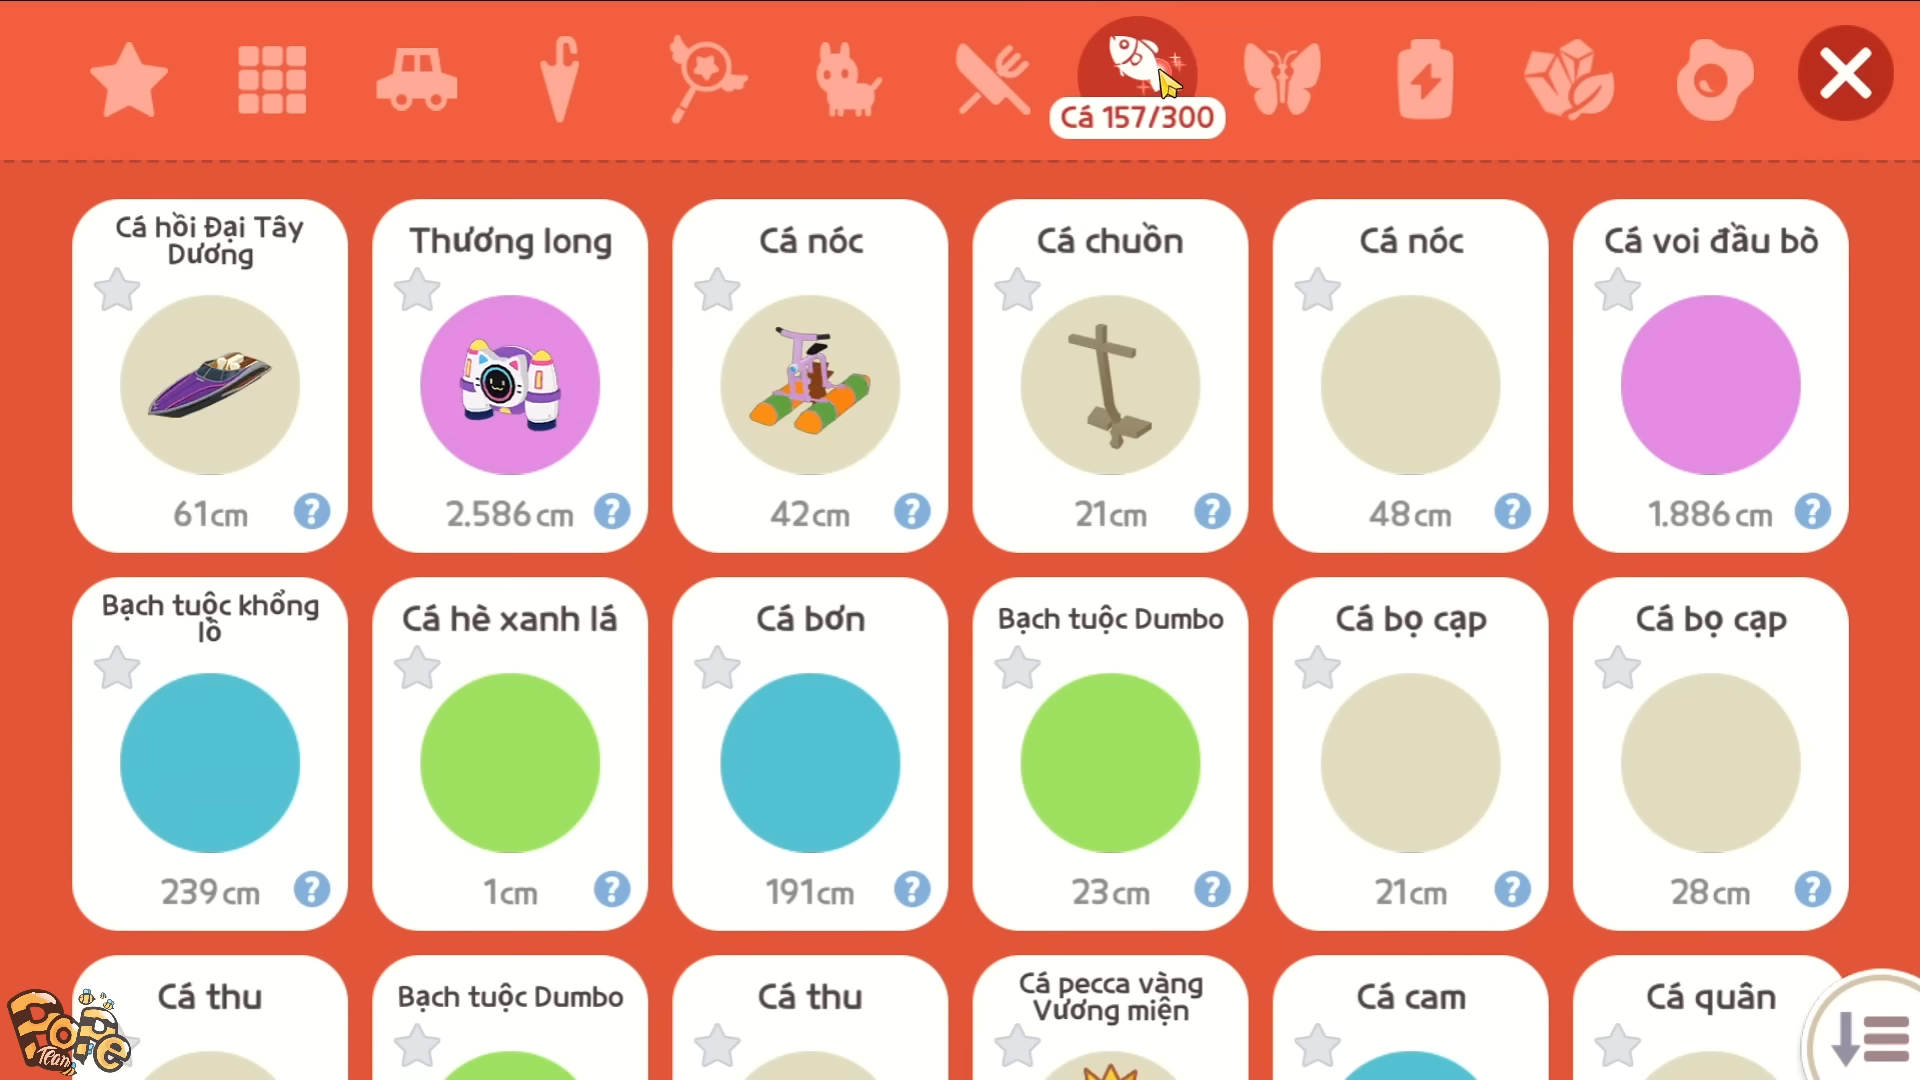 Cá 157/300
Cá hồi Đại Tây
Dương
Thương long
Cá nóc
Cá chuồn
Cá nóc
Cá voi đầu bò
61cm
?
2.586cm
?
42cm
?
21cm
?
48cm
?
1.886cm
?
Bạch tuộc khổng
lồ
Cá hè xanh lá
Cá bơn
Bạch tuộc Dumbo
Cá bọ cạp
Cá bọ cạp
239cm
?
1cm
?
191cm
?
23cm
?
21cm
?
28cm
?
Cá thu
Bạch tuộc Dumbo
Cá thu
Cá pecca vàng
Vương miện
Cá cam
Cá quân
Team